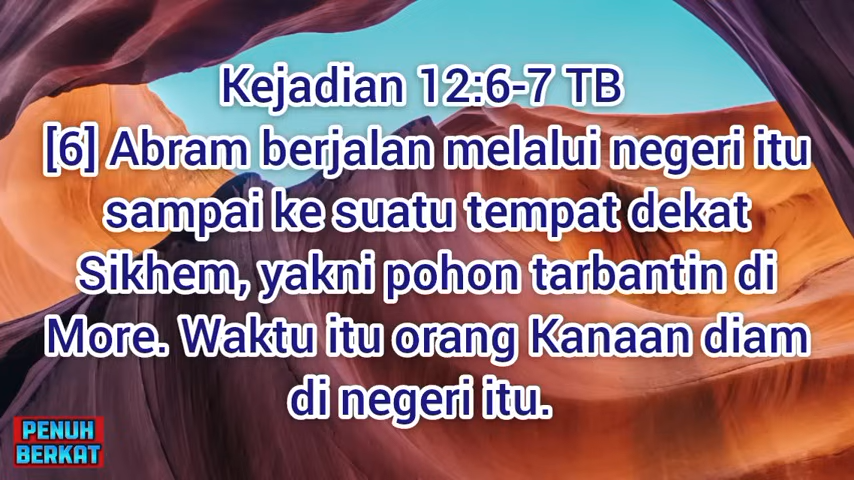 Kejadian 12:6-7 TB
[6] Abram berjalan melalui negeri itu
sampai ke suatu tempat dekat
Sikhem, yakni pohon tarbantin di
More. Waktu itu orang Kanaan diam
di negeri itu.
PENUH
BERKAT